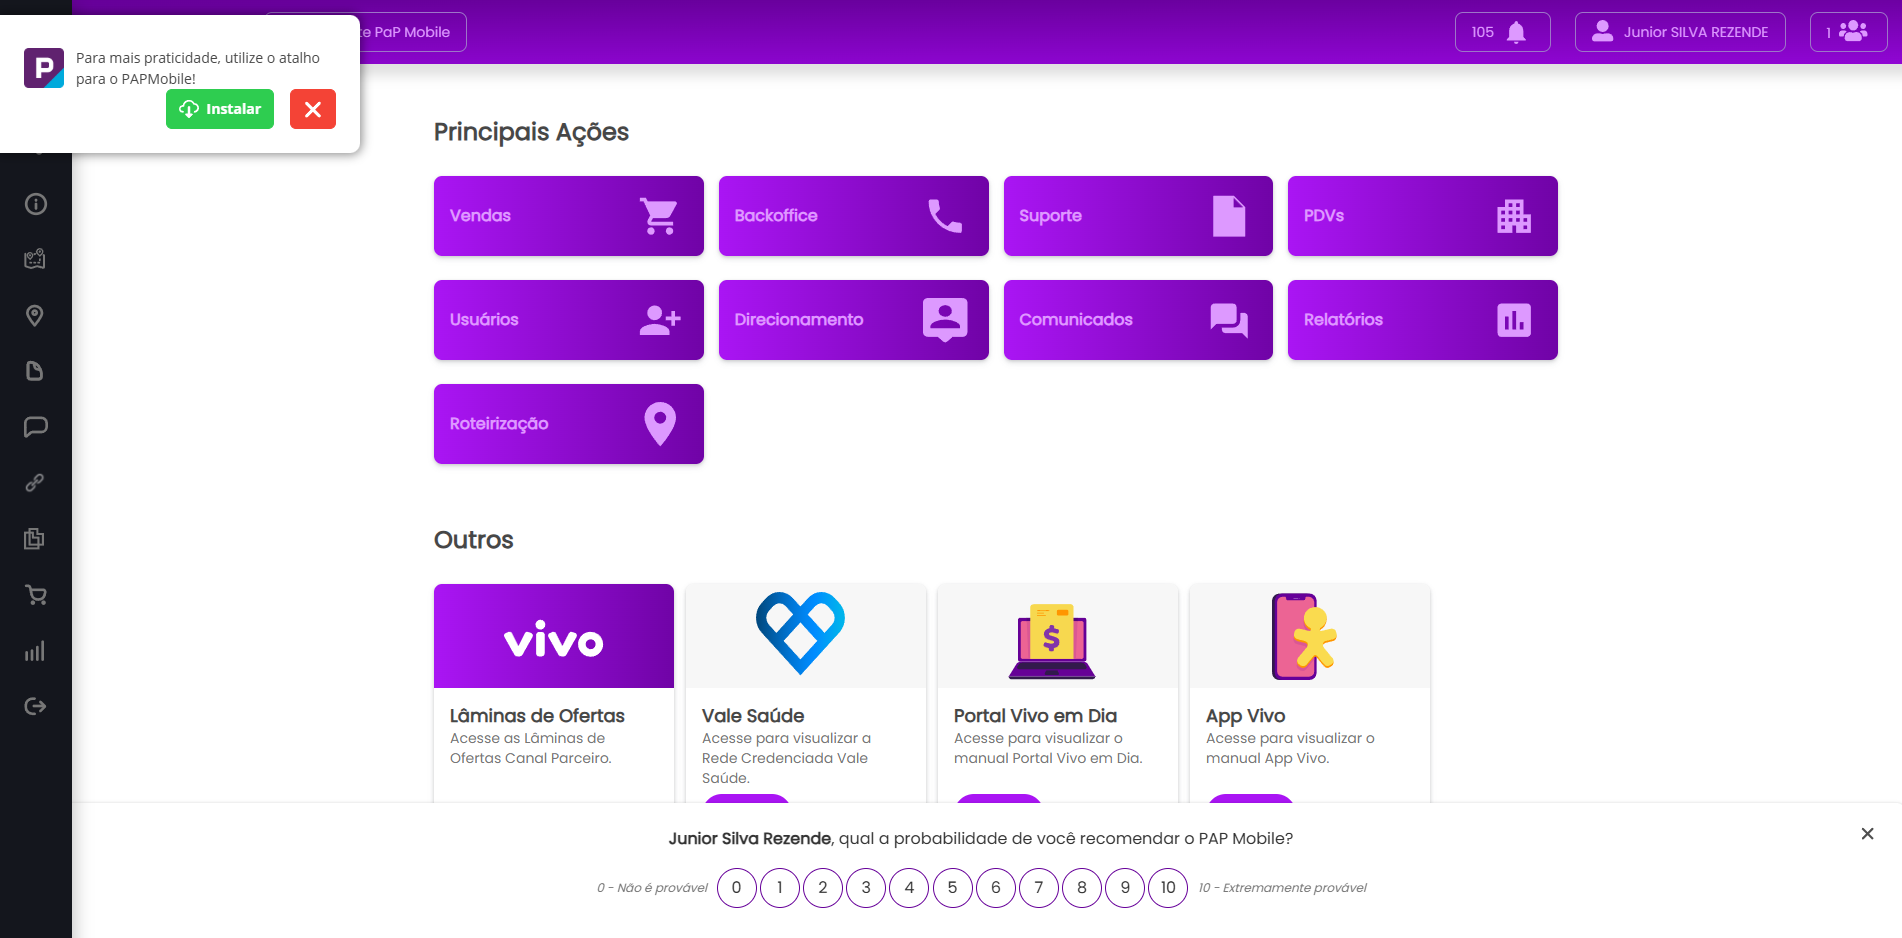 te PaP Mobile
105
Junior SILVA REZENDE
1
P
Para mais praticidade, utilize o atalho
para o PAPMobile!
Instalar
Principais Ações
Vendas
Backoffice
Suporte
PDVs
Usuários
Direcionamento
Comunicados
Relatórios
Roteirização
Outros
vivo
$
Lâminas de Ofertas
Acesse as Lâminas de
Ofertas Canal Parceiro.
Vale Saúde
Acesse para visualizar a
Rede Credenciada Vale
Saúde.
Portal Vivo em Dia
Acesse para visualizar o
manual Portal Vivo em Dia.
App Vivo
Acesse para visualizar o
manual App Vivo.
Junior Silva Rezende, qual a probabilidade de você recomendar o PAP Mobile?
0 - Não é provável 0 1 2 3 4 5 6 7 8 9 10 10 - Extremamente provável